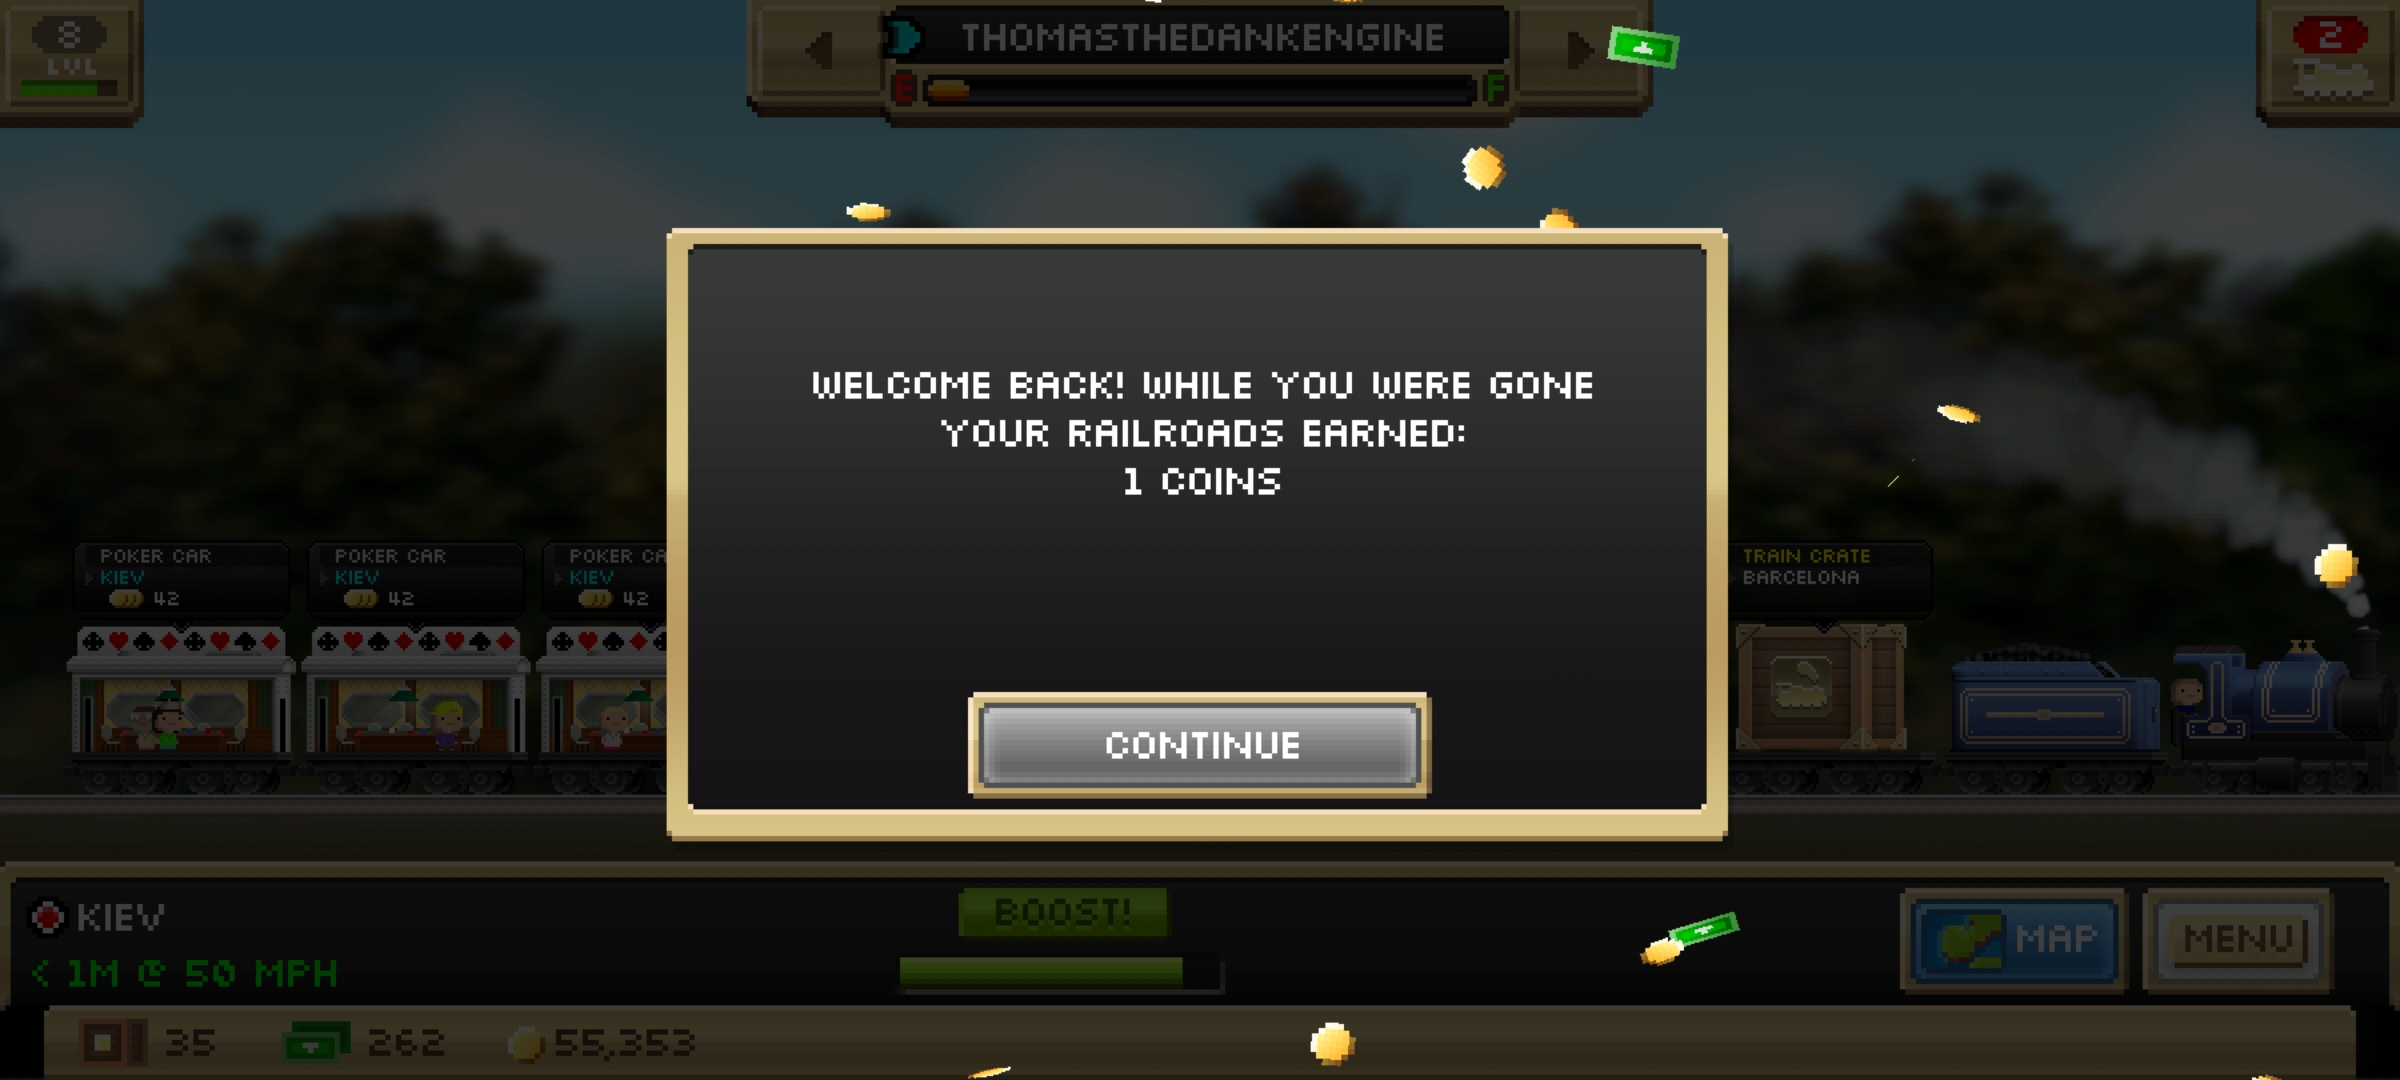 8
LVL
THOMASTHEDANKENGINE
E
F
2
WELCOME BACK! WHILE YOU WERE GONE
YOUR RAILROADS EARNED:
1 COINS
CONTINUE
POKER CAR
KIEV
42
POKER CAR
KIEV
42
POKER CA
KIEV
42
TRAIN CRATE
BARCELONA
KIEV
< 1M @ 50 MPH
BOOST!
MAP
MENU
35
262
55,353